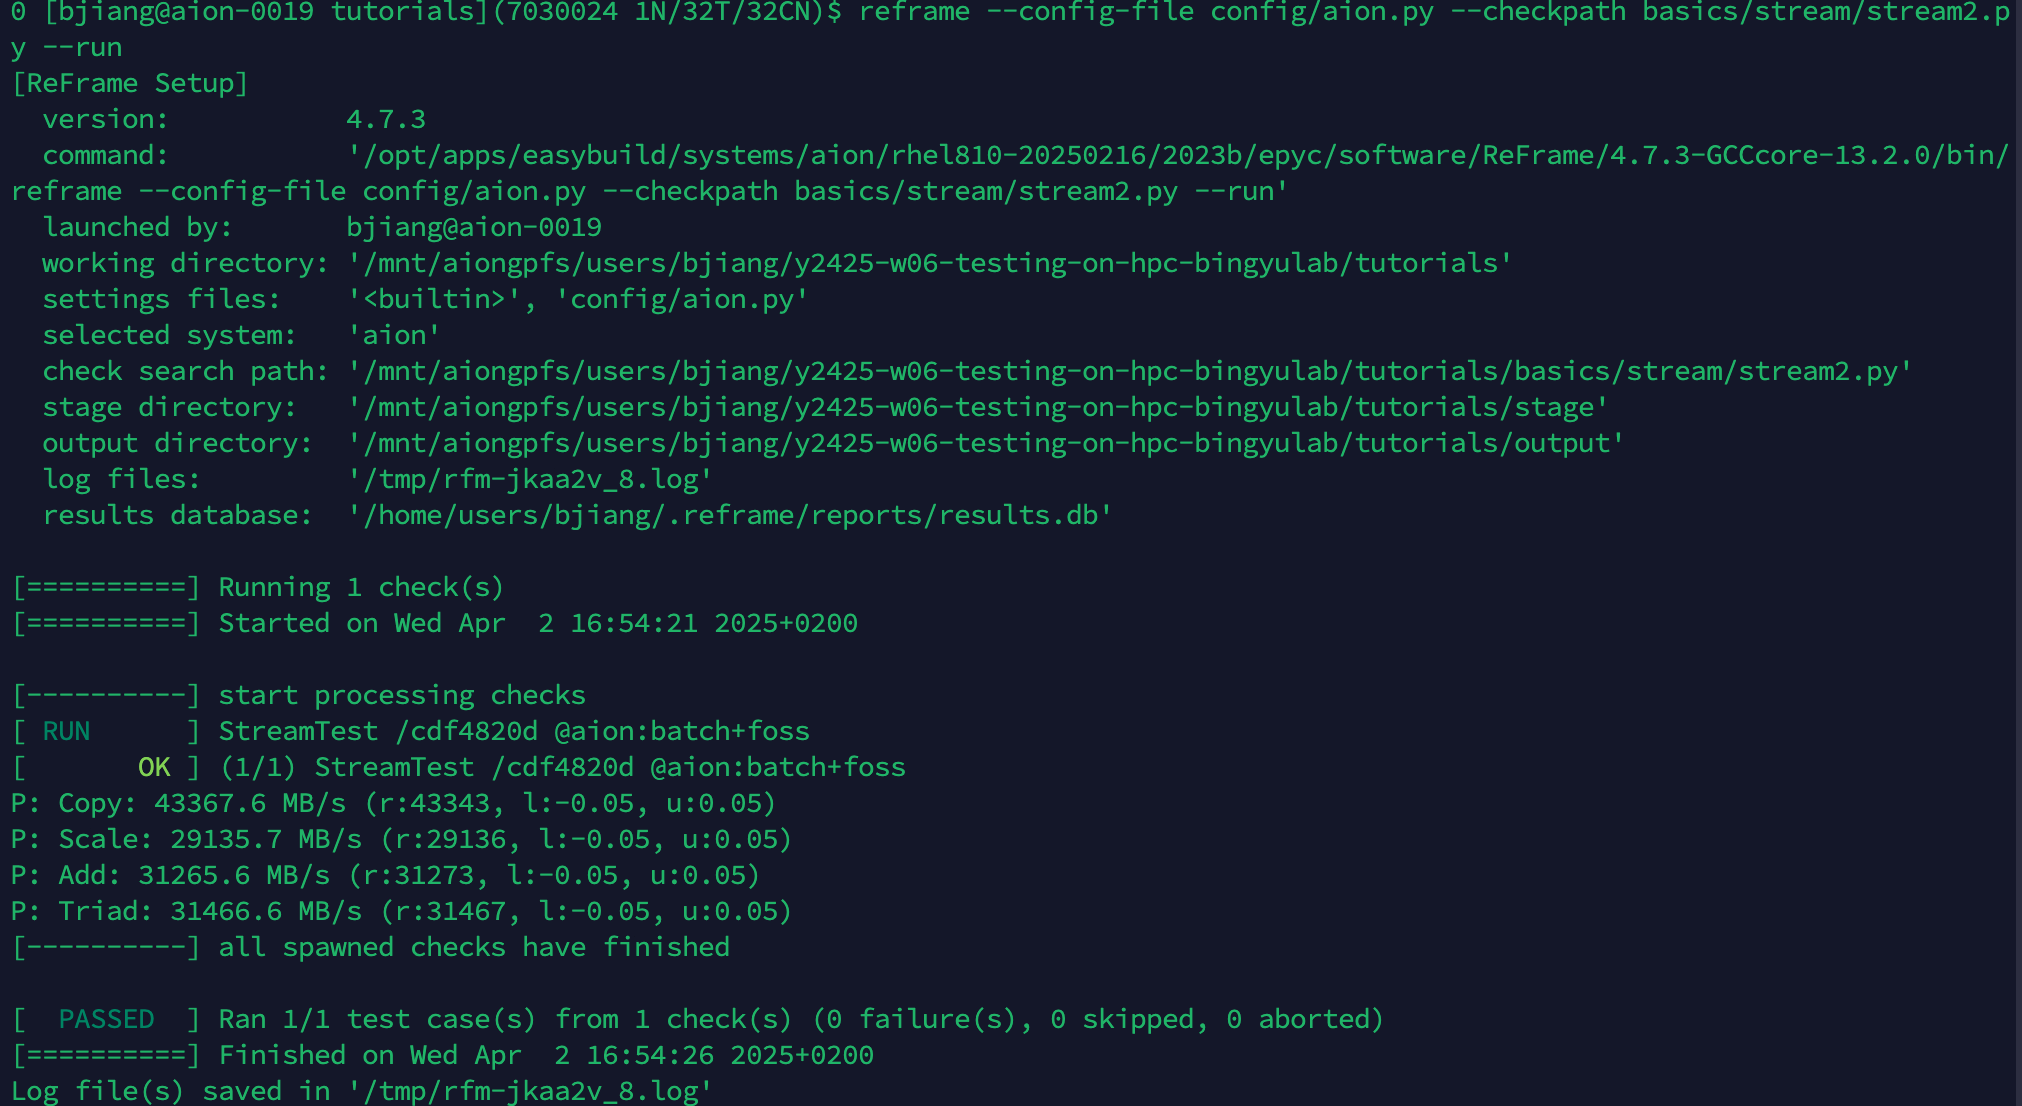 0 [bjiang@aion-0019 tutorials](7030024 1N/32T/32CN)$ reframe --config-file config/aion.py --checkpath basics/stream/stream2.p
y --run
[ReFrame Setup]
  version:           4.7.3
  command:           '/opt/apps/easybuild/systems/aion/rhel810-20250216/2023b/epyc/software/ReFrame/4.7.3-GCCcore-13.2.0/bin/
reframe --config-file config/aion.py --checkpath basics/stream/stream2.py --run'
  launched by:       bjiang@aion-0019
  working directory: '/mnt/aiongpfs/users/bjiang/y2425-w06-testing-on-hpc-bingyulab/tutorials'
  settings files:    '<builtin>', 'config/aion.py'
  selected system:   'aion'
  check search path: '/mnt/aiongpfs/users/bjiang/y2425-w06-testing-on-hpc-bingyulab/tutorials/basics/stream/stream2.py'
  stage directory:   '/mnt/aiongpfs/users/bjiang/y2425-w06-testing-on-hpc-bingyulab/tutorials/stage'
  output directory:  '/mnt/aiongpfs/users/bjiang/y2425-w06-testing-on-hpc-bingyulab/tutorials/output'
  log files:         '/tmp/rfm-jkaa2v_8.log'
  results database:  '/home/users/bjiang/.reframe/reports/results.db'

[==========] Running 1 check(s)
[==========] Started on Wed Apr  2 16:54:21 2025+0200

[----------] start processing checks
[ RUN      ] StreamTest /cdf4820d @aion:batch+foss
[       OK ] (1/1) StreamTest /cdf4820d @aion:batch+foss
P: Copy: 43367.6 MB/s (r:43343, l:-0.05, u:0.05)
P: Scale: 29135.7 MB/s (r:29136, l:-0.05, u:0.05)
P: Add: 31265.6 MB/s (r:31273, l:-0.05, u:0.05)
P: Triad: 31466.6 MB/s (r:31467, l:-0.05, u:0.05)
[----------] all spawned checks have finished

[  PASSED  ] Ran 1/1 test case(s) from 1 check(s) (0 failure(s), 0 skipped, 0 aborted)
[==========] Finished on Wed Apr  2 16:54:26 2025+0200
Log file(s) saved in '/tmp/rfm-jkaa2v_8.log'